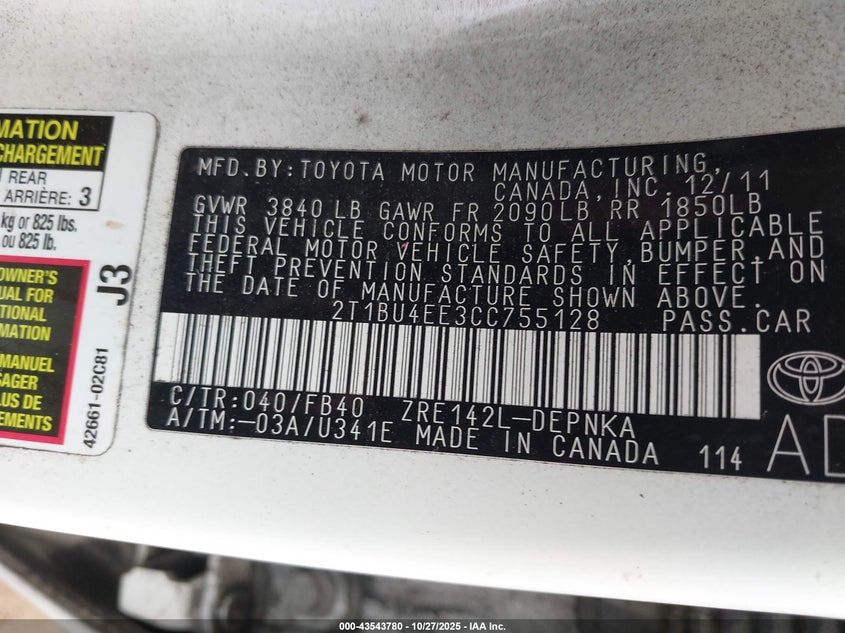 MATION
CHARGEMENT
REAR
ARRIÈRE: 3
kg or 825 lbs.
ou 825 lb.
OWNER'S
UAL FOR
TIONAL
RMATION
MANUEL
SAGER
LUS DE
EMENTS
42661-02C81
J3
MFD. BY: TOYOTA MOTOR MANUFACTURING,
CANADA, INC. 12/11
GVWR 3840 LB GAWR FR 2090 LB RR 1850LB
THIS VEHICLE CONFORMS TO ALL APPLICABLE
FEDERAL MOTOR VEHICLE SAFETY, BUMPER, AND
THEFT PREVENTION STANDARDS IN EFFECT ON
THE DATE OF MANUFACTURE SHOWN ABOVE.
2T1BU4EE3CC755128 PASS. CAR
C/TR: 040/FB40 ZRE142L-DEPNKA
A/TM:-03A/U341E MADE IN CANADA 114 AD
000-43543780 - 10/27/2025 - IAA Inc.